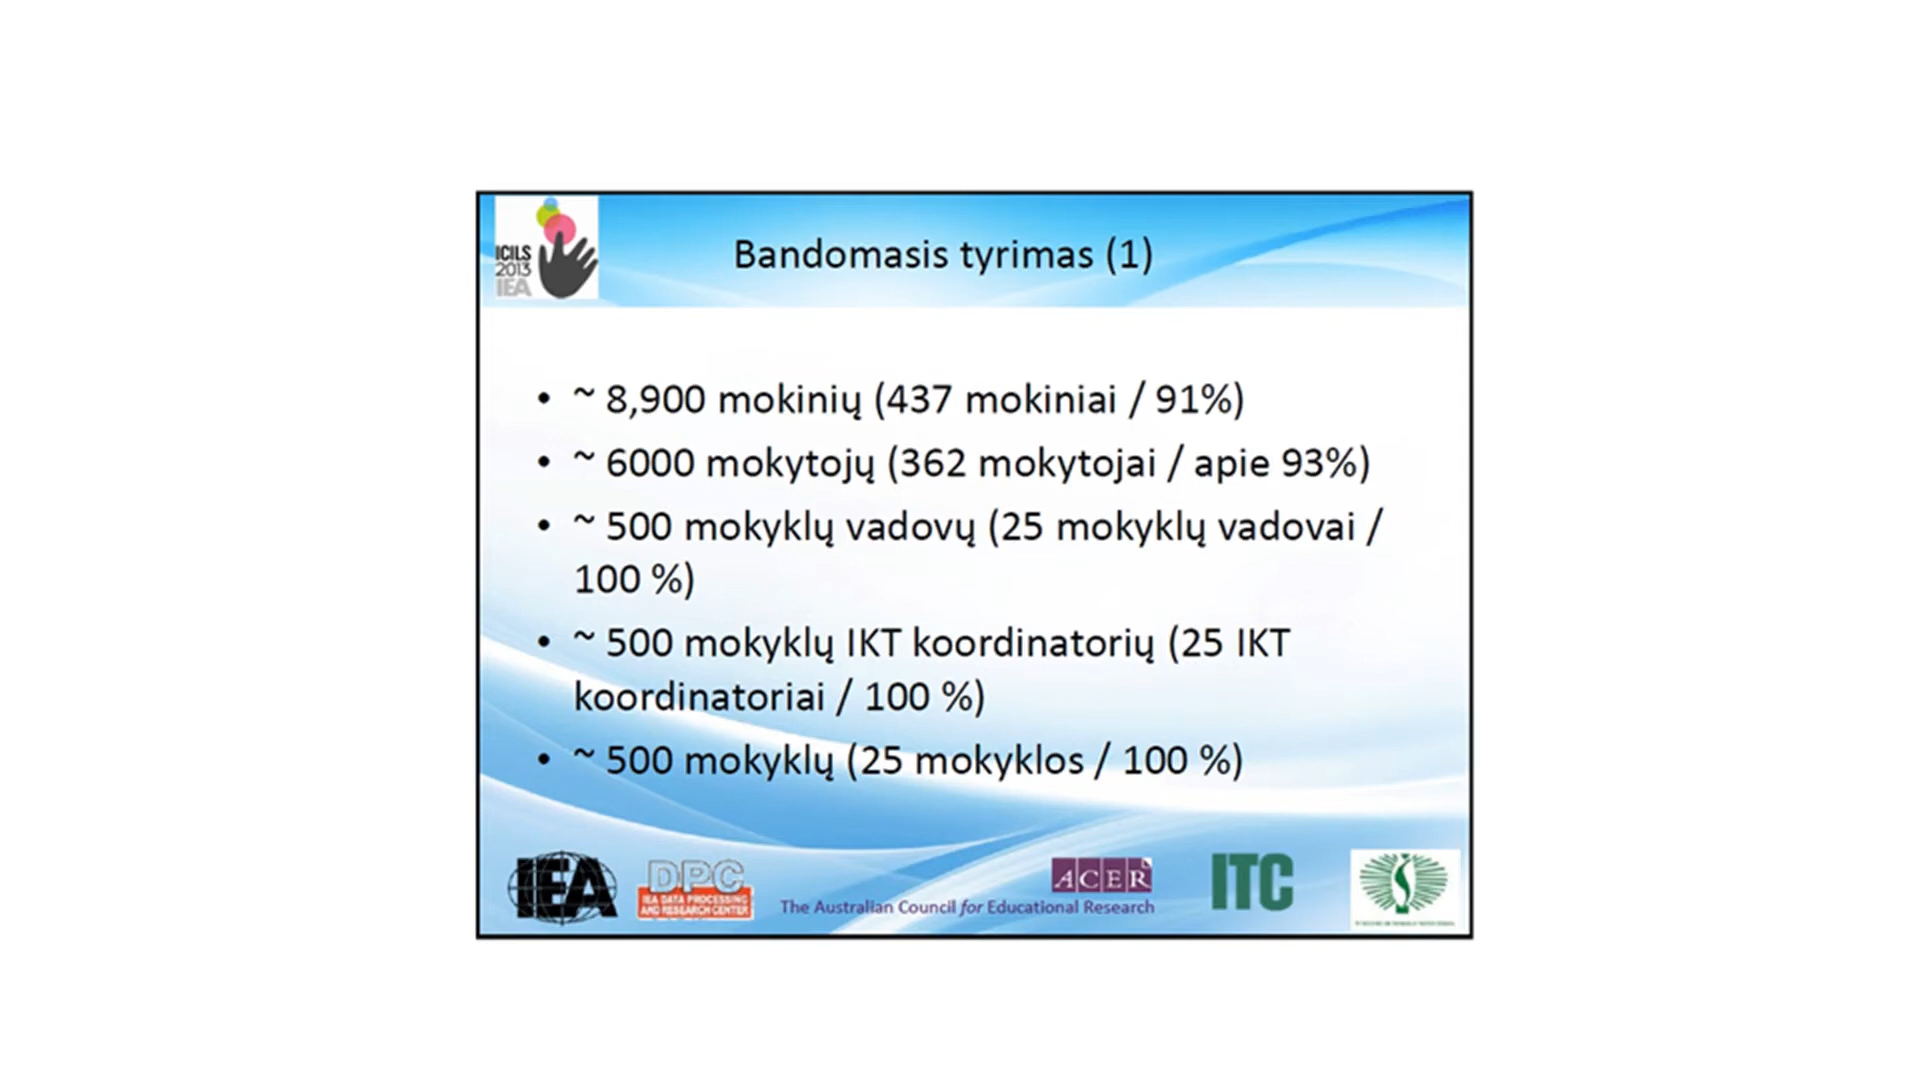 ICILS
2013
IEA
Bandomasis tyrimas (1)
• ~ 8,900 mokinių (437 mokiniai / 91%)
• ~ 6000 mokytojų (362 mokytojai / apie 93%)
• ~ 500 mokyklų vadovų (25 mokyklų vadovai /
100 %)
• ~ 500 mokyklų IKT koordinatorių (25 IKT
koordinatoriai / 100 %)
• ~ 500 mokyklų (25 mokyklos / 100 %)
IEA
DPC
IEA DATA PROCESSING
AND RESEARCH CENTER
ACER
The Australian Council for Educational Research
ITC